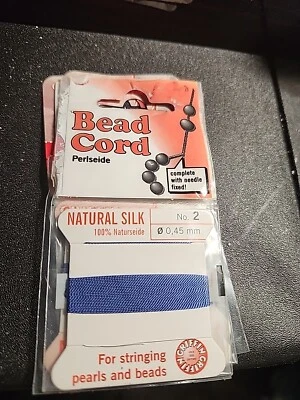 Bead
Cord
Perlseide
complete
with needle
fixed!
NATURAL SILK
100% Naturseide
No. 2
Ø 0,45 mm
For stringing
pearls and beads
GRIFFIN